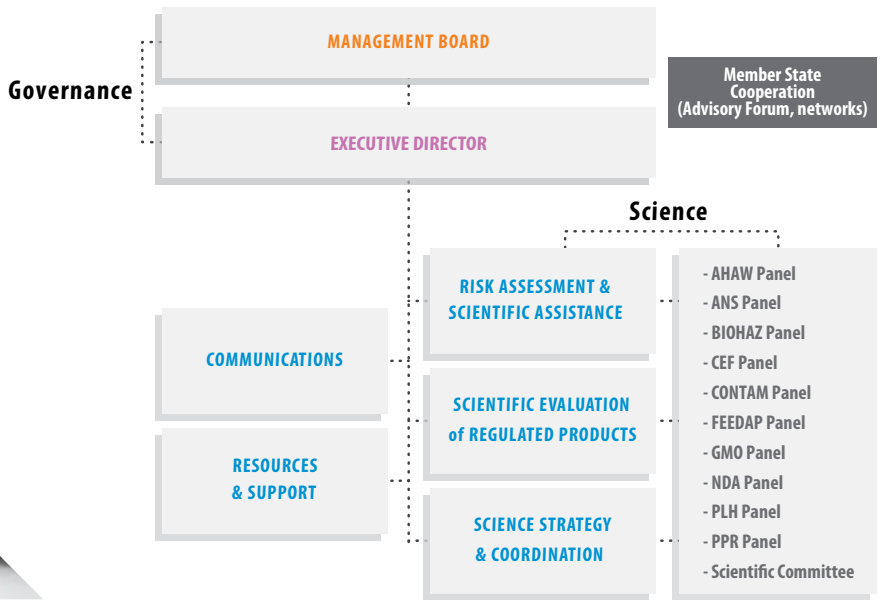 MANAGEMENT BOARD
Governance
Member State
Cooperation
(Advisory Forum, networks)
EXECUTIVE DIRECTOR
Science
RISK ASSESSMENT &
SCIENTIFIC ASSISTANCE
COMMUNICATIONS
SCIENTIFIC EVALUATION
of REGULATED PRODUCTS
RESOURCES
& SUPPORT
SCIENCE STRATEGY
& COORDINATION
- AHAW Panel
- ANS Panel
- BIOHAZ Panel
- CEF Panel
- CONTAM Panel
- FEEDAP Panel
- GMO Panel
- NDA Panel
- PLH Panel
- PPR Panel
- Scientific Committee